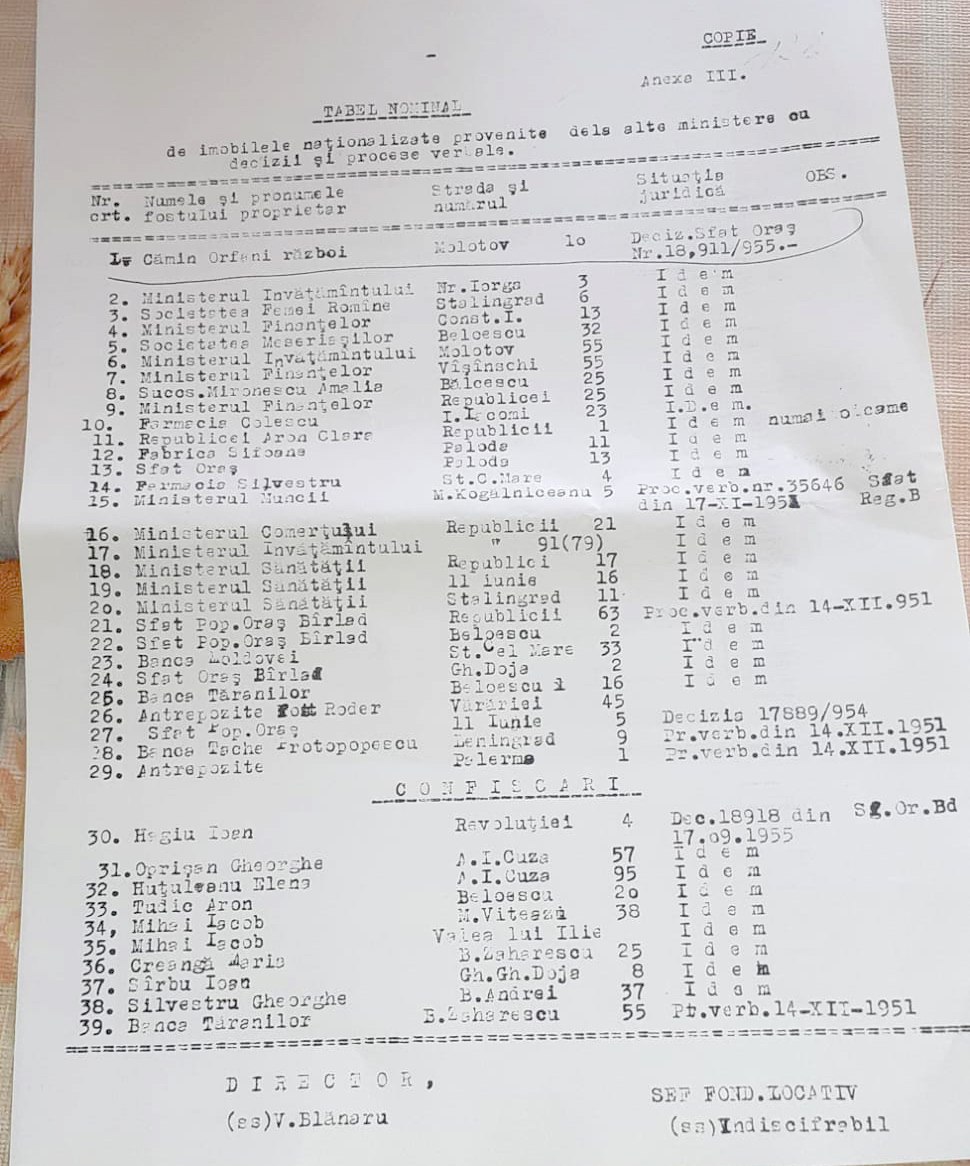 COPIE
Anexa III.
TABEL NOMINAL
de imobilele naționalizate provenite dela alte ministere cu
decizii și procese verbale.
Nr. Numele și pronumele Strada și Situația OBS.
crt. fostului proprietar numărul juridică
1. Cămin Orfani război Molotov 1o Deciz.Sfat Oraș
Nr.18,911/955.-
2. Ministerul Invățămîntului Nr.Iorga 3 I d e m
3. Societatea Femei Romîne Stalingrad 6 I d e m
4. Ministerul Finanțelor Const.I. 13 I d e m
5. Societatea Meseriașilor Belcescu 32 I d e m
6. Ministerul Invățămîntului Molotov 55 I d e m
7. Ministerul Finanțelor Vîșinschi 55 I d e m
8. Succs.Mironescu Amalia Bălcescu 25 I d e m
9. Ministerul Finanțelor Republicei 25 I d e m
10. Farmacia Colescu I.Iacomi 23 I.D.e m.
11. Republicei Aron Clara Republicii 1 I d e m numai
12. Fabrica Sifoane Paloda 11 I d e m
13. Sfat Oraș Paloda 13 I d e m
14. Farmacia Silvestru St.C.Mare 4 I d e m
15. Ministerul Muncii M.Kogălniceanu 5 Proc.verb.nr.35646 Sfat
din 17-XI-1951 Reg.B
16. Ministerul Comerțului Republicii 21 I d e m
17. Ministerul Invățămîntului " 91(79) I d e m
18. Ministerul Sănătății Republici 17 I d e m
19. Ministerul Sănătății 11 iunie 16 I d e m
2o. Ministerul Sănătății Stalingrad 11 I d e m
21. Sfat Pop.Oraș Bîrlad Republicii 63 Proc.verb.din 14-XII.951
22. Sfat Pop.Oraș Bîrlad Belcescu 2 I d e m
23. Banca Moldovei St.Cel Mare 33 I d e m
24. Sfat Oraș Bîrlad Gh.Doja 2 I d e m
25. Banca Țăranilor Belcescu 1 16 I d e m
26. Antrepozite Roder Vărăriei 45
27. Sfat Pop.Oraș 11 Iunie 5 Decizia 17889/954
28. Banca Tache Protopopescu Leningrad 9 Pr.verb.din 14.XII.1951
29. Antrepozite Palerma 1 Pr.verb.din 14.XII.1951
C O N F I S C A R I
30. Hagiu Ioan Revoluției 4 Dec.18918 din Sf.Or.Bd
17.o9.1955
31.Oprișan Gheorghe A.I.Cuza 57 I d e m
32. Huțuleanu Elena A.I.Cuza 95 I d e m
33. Tudic Aron Belcescu 2o I d e m
34, Mihai Iacob M.Viteazu 38 I d e m
35. Mihai Iacob Valea lui Ilie I d e m
36. Creangă Maria B.Zaharescu 25 I d e m
37. Sîrbu Ioan Gh.Gh.Doja 8 I d e m
38. Silvestru Gheorghe B.Andrei 37 I d e m
39. Banca Țăranilor B.Zaharescu 55 Pr.verb.14-XII-1951
D I R E C T O R , SEF FOND.LOCATIV
(ss)V.Blănaru (ss)Indiscifrabil